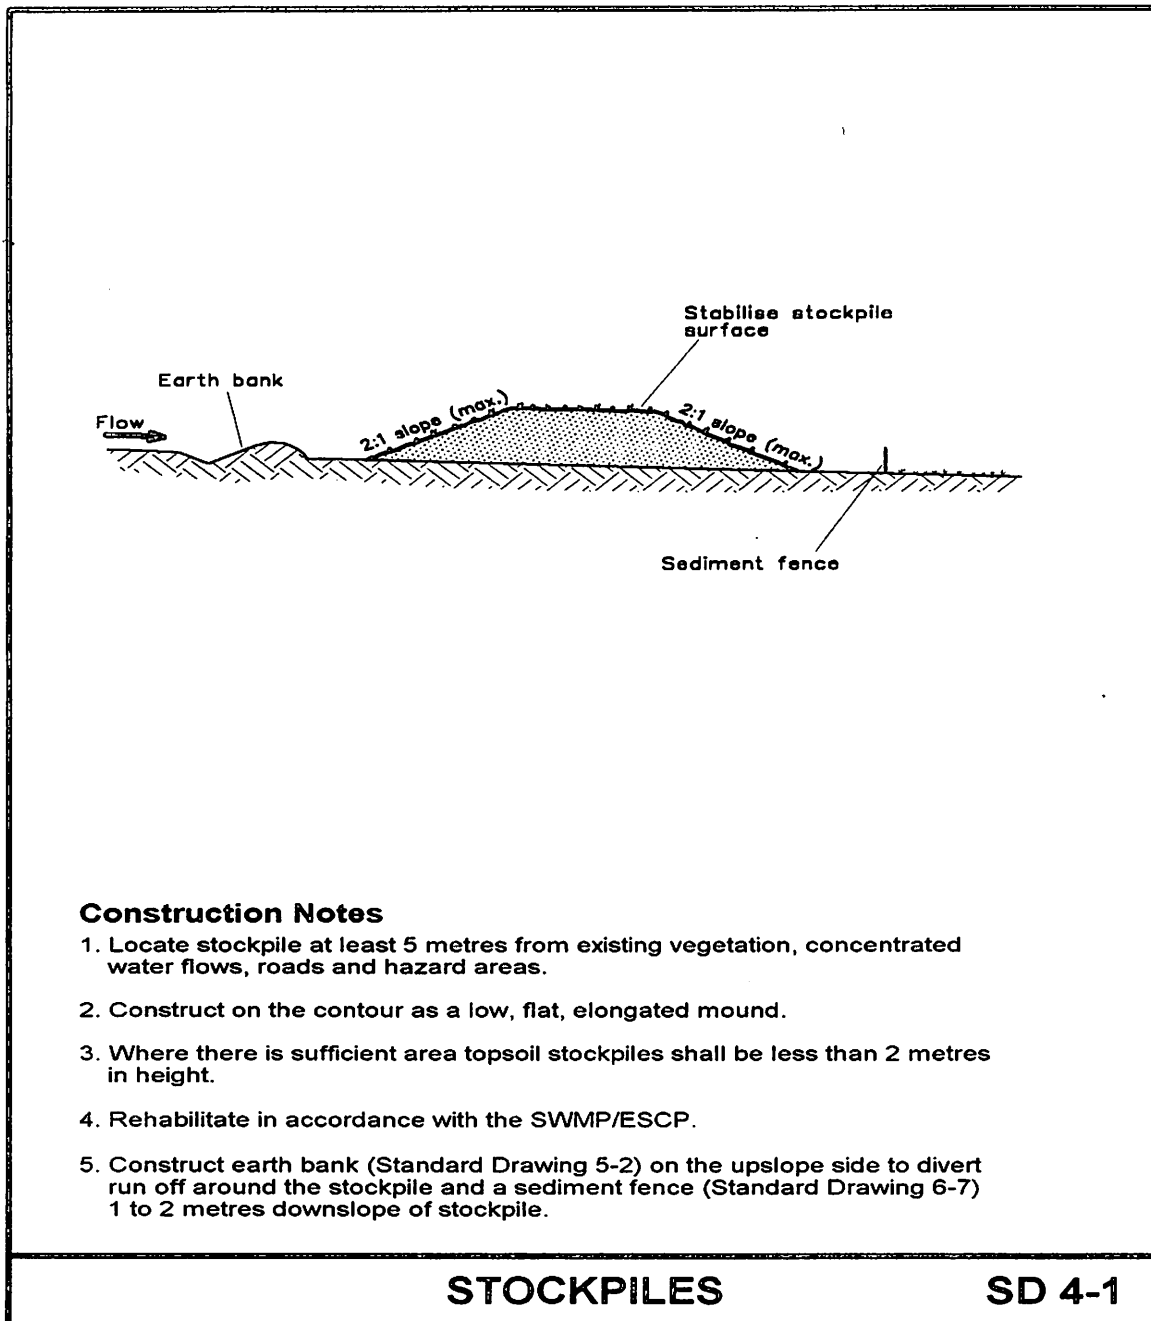 Stabilise stockpile
surface
Earth bank
Flow
2:1 slope (max.)
2:1 slope (max.)
Sediment fence
Construction Notes
1. Locate stockpile at least 5 metres from existing vegetation, concentrated
water flows, roads and hazard areas.
2. Construct on the contour as a low, flat, elongated mound.
3. Where there is sufficient area topsoil stockpiles shall be less than 2 metres
in height.
4. Rehabilitate in accordance with the SWMP/ESCP.
5. Construct earth bank (Standard Drawing 5-2) on the upslope side to divert
run off around the stockpile and a sediment fence (Standard Drawing 6-7)
1 to 2 metres downslope of stockpile.
STOCKPILES SD 4-1